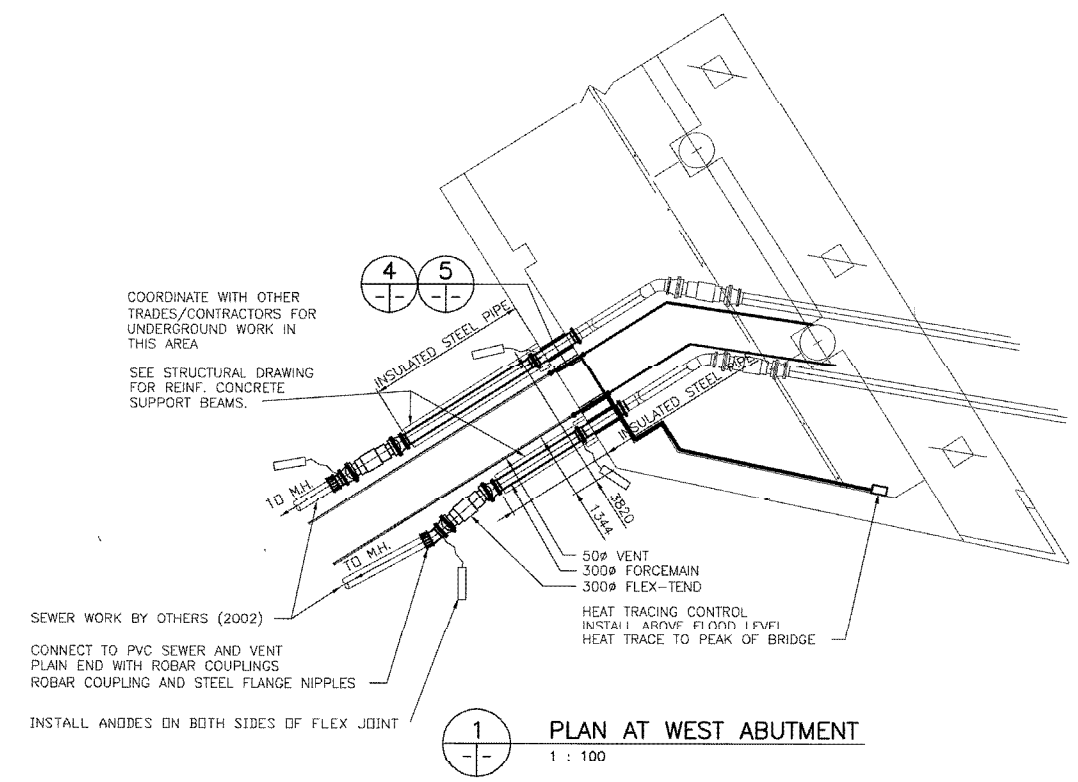 4
5
COORDINATE WITH OTHER
TRADES/CONTRACTORS FOR
UNDERGROUND WORK IN
THIS AREA
INSULATED STEEL PIPE
SEE STRUCTURAL DRAWING
FOR REINF. CONCRETE
SUPPORT BEAMS.
INSULATED STEEL
TO M.H.
3820
1344
TO M.H.
50ø VENT
300ø FORCEMAIN
300ø FLEX-TEND
SEWER WORK BY OTHERS (2002)
HEAT TRACING CONTROL
INSTALL ABOVE FLOOD LEVEL
HEAT TRACE TO PEAK OF BRIDGE
CONNECT TO PVC SEWER AND VENT
PLAIN END WITH ROBAR COUPLINGS
ROBAR COUPLING AND STEEL FLANGE NIPPLES
INSTALL ANODES ON BOTH SIDES OF FLEX JOINT
1
PLAN AT WEST ABUTMENT
1 : 100